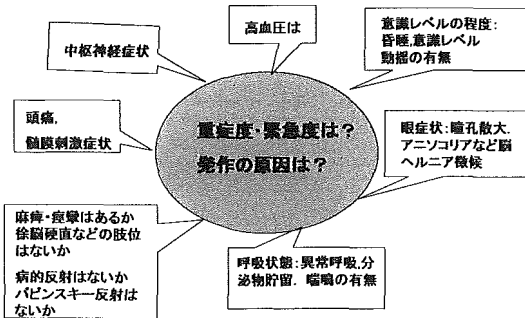 高血圧は
意識レベルの程度：
昏睡，意識レベル
動揺の有無
中枢神経症状
頭痛，
髄膜刺激症状
重症度・緊急度は？
発作の原因は？
眼症状：瞳孔散大．
アニソコリアなど脳
ヘルニア徴候
麻痺・痙攣はあるか
徐脳硬直などの肢位
はないか
病的反射はないか
バビンスキー反射は
ないか
呼吸状態：異常呼吸，分
泌物貯留． 喘鳴の有無